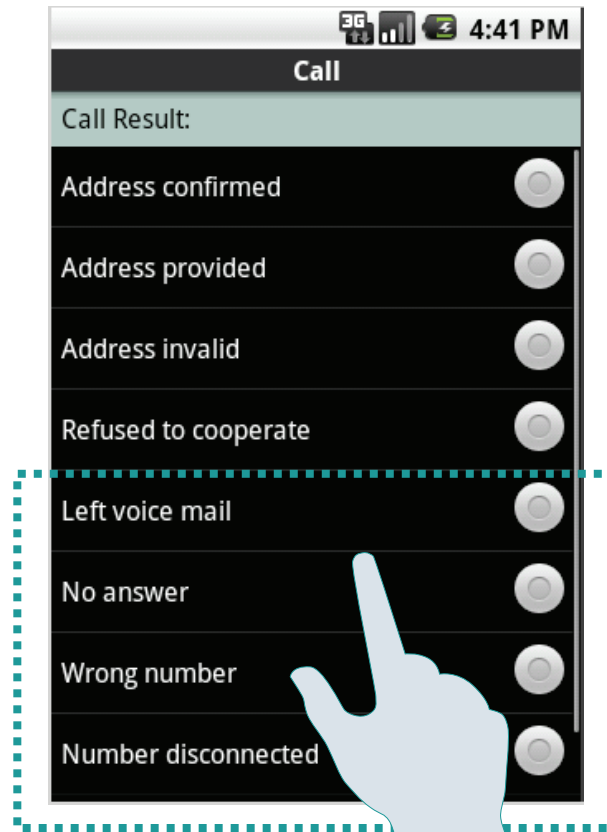 3G 4:41 PM
Call
Call Result:
Address confirmed
Address provided
Address invalid
Refused to cooperate
Left voice mail
No answer
Wrong number
Number disconnected